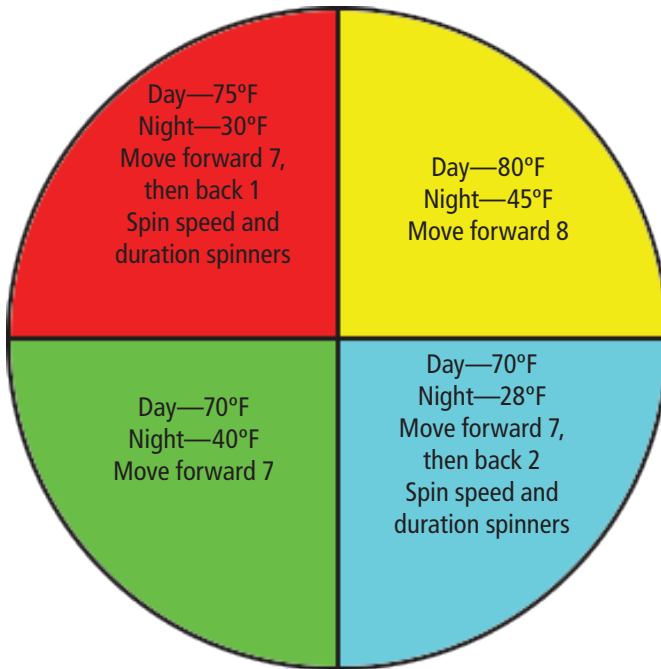 Day—75ºF
Night—30ºF
Move forward 7,
then back 1
Spin speed and
duration spinners
Day—80ºF
Night—45ºF
Move forward 8
Day—70ºF
Night—40ºF
Move forward 7
Day—70ºF
Night—28ºF
Move forward 7,
then back 2
Spin speed and
duration spinners